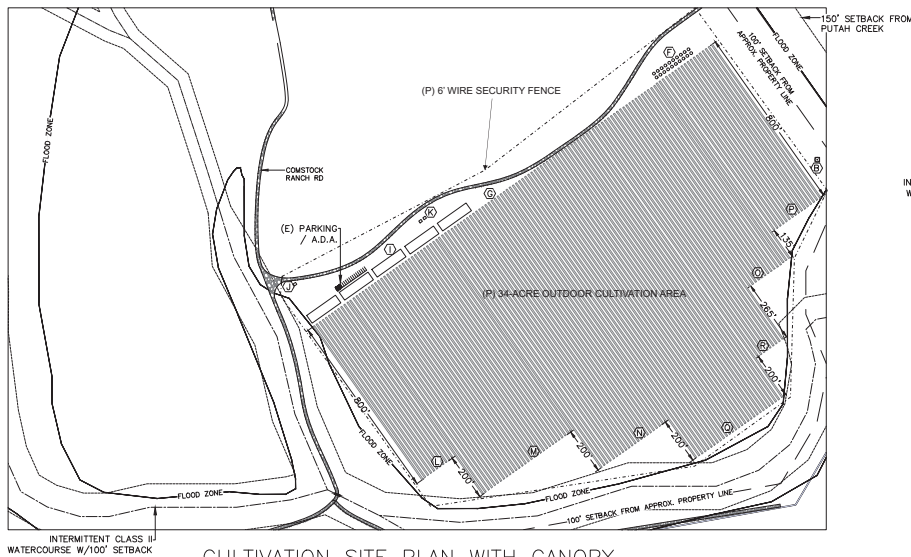 150' SETBACK FROM
PUTAH CREEK
FLOOD ZONE
100' SETBACK FROM
APPROX. PROPERTY LINE
F
(P) 6' WIRE SECURITY FENCE
800'
FLOOD ZONE
B
COMSTOCK
RANCH RD
G
K
P
(E) PARKING
/ A.D.A.
I
135'
J
O
(P) 34-ACRE OUTDOOR CULTIVATION AREA
265'
R
200'
800'
FLOOD ZONE
L
M
N
Q
200'
200'
200'
FLOOD ZONE
FLOOD ZONE
100' SETBACK FROM APPROX. PROPERTY LINE
INTERMITTENT CLASS II
WATERCOURSE W/100' SETBACK
CULTIVATION SITE PLAN WITH CANOPY